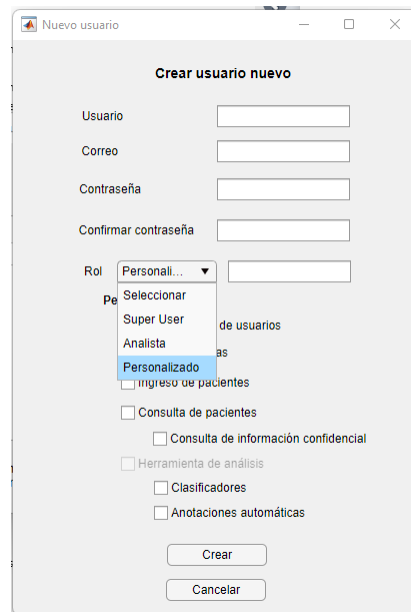 Nuevo usuario
Crear usuario nuevo
Usuario
Correo
Contraseña
Confirmar contraseña
Rol Personali...
Seleccionar
Pe
Super User
de usuarios
Analista
as
Personalizado
Ingreso de pacientes
Consulta de pacientes
Consulta de información confidencial
Herramienta de análisis
Clasificadores
Anotaciones automáticas
Crear
Cancelar